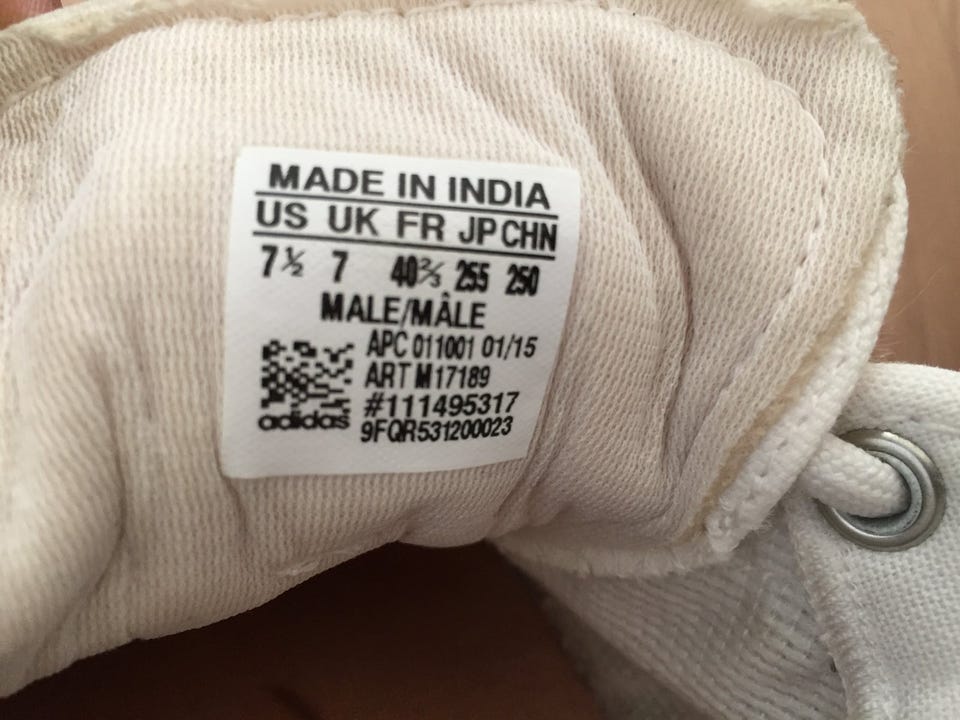 MADE IN INDIA
US UK FR JP CHN
7½ 7 40⅔ 255 250
MALE/MÂLE
APC 011001 01/15
ART M17189
#111495317
adidas
9FQR531200023